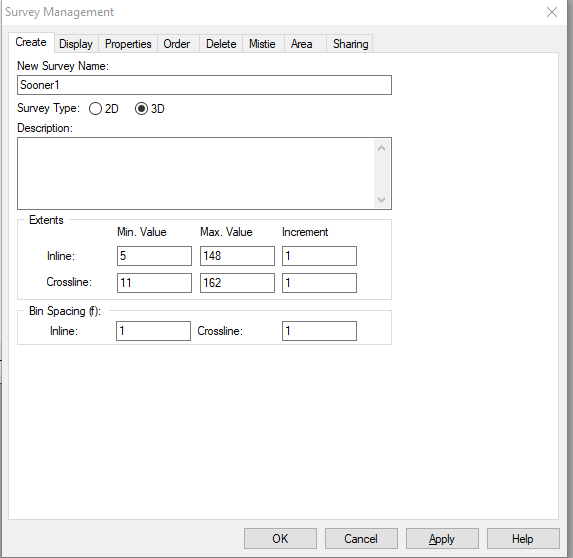 Survey Management
Create Display Properties Order Delete Mistie Area Sharing
New Survey Name:
Sooner1
Survey Type: 2D 3D
Description:
Extents
Min. Value Max. Value Increment
Inline: 5 148 1
Crossline: 11 162 1
Bin Spacing (f):
Inline: 1 Crossline: 1
OK Cancel Apply Help